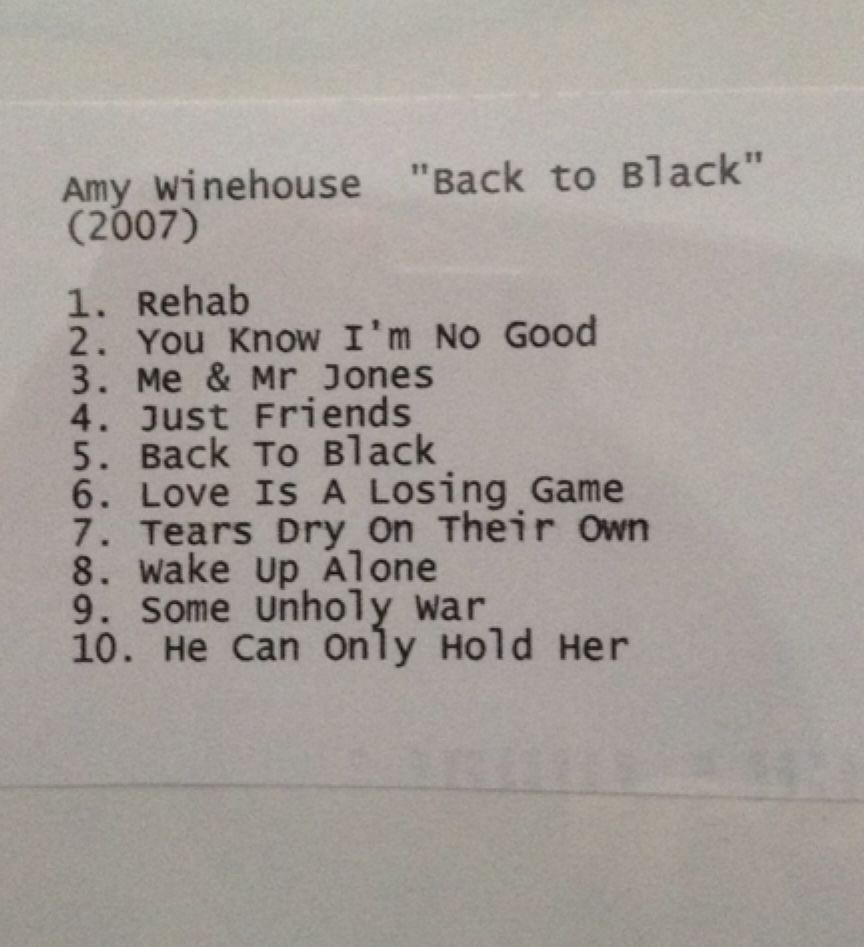 Amy Winehouse "Back to Black"
(2007)
1. Rehab
2. You Know I'm No Good
3. Me & Mr Jones
4. Just Friends
5. Back To Black
6. Love Is A Losing Game
7. Tears Dry On Their Own
8. Wake Up Alone
9. Some Unholy War
10. He Can Only Hold Her